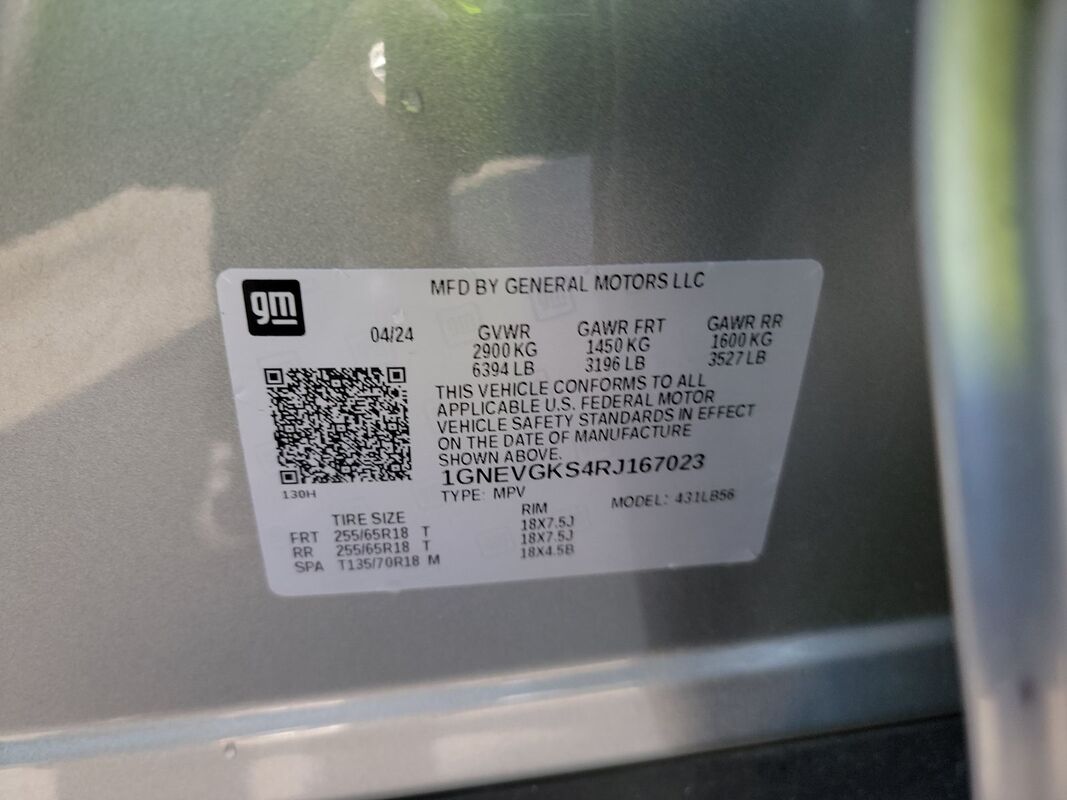 gm
MFD BY GENERAL MOTORS LLC
04/24
GVWR
2900 KG
6394 LB
GAWR FRT
1450 KG
3196 LB
GAWR RR
1600 KG
3527 LB
THIS VEHICLE CONFORMS TO ALL
APPLICABLE U.S. FEDERAL MOTOR
VEHICLE SAFETY STANDARDS IN EFFECT
ON THE DATE OF MANUFACTURE
SHOWN ABOVE.
1GNEVGKS4RJ167023
130H
TYPE: MPV
MODEL: 431LB56
TIRE SIZE RIM
FRT 255/65R18 T 18X7.5J
RR 255/65R18 T 18X7.5J
SPA T135/70R18 M 18X4.5B